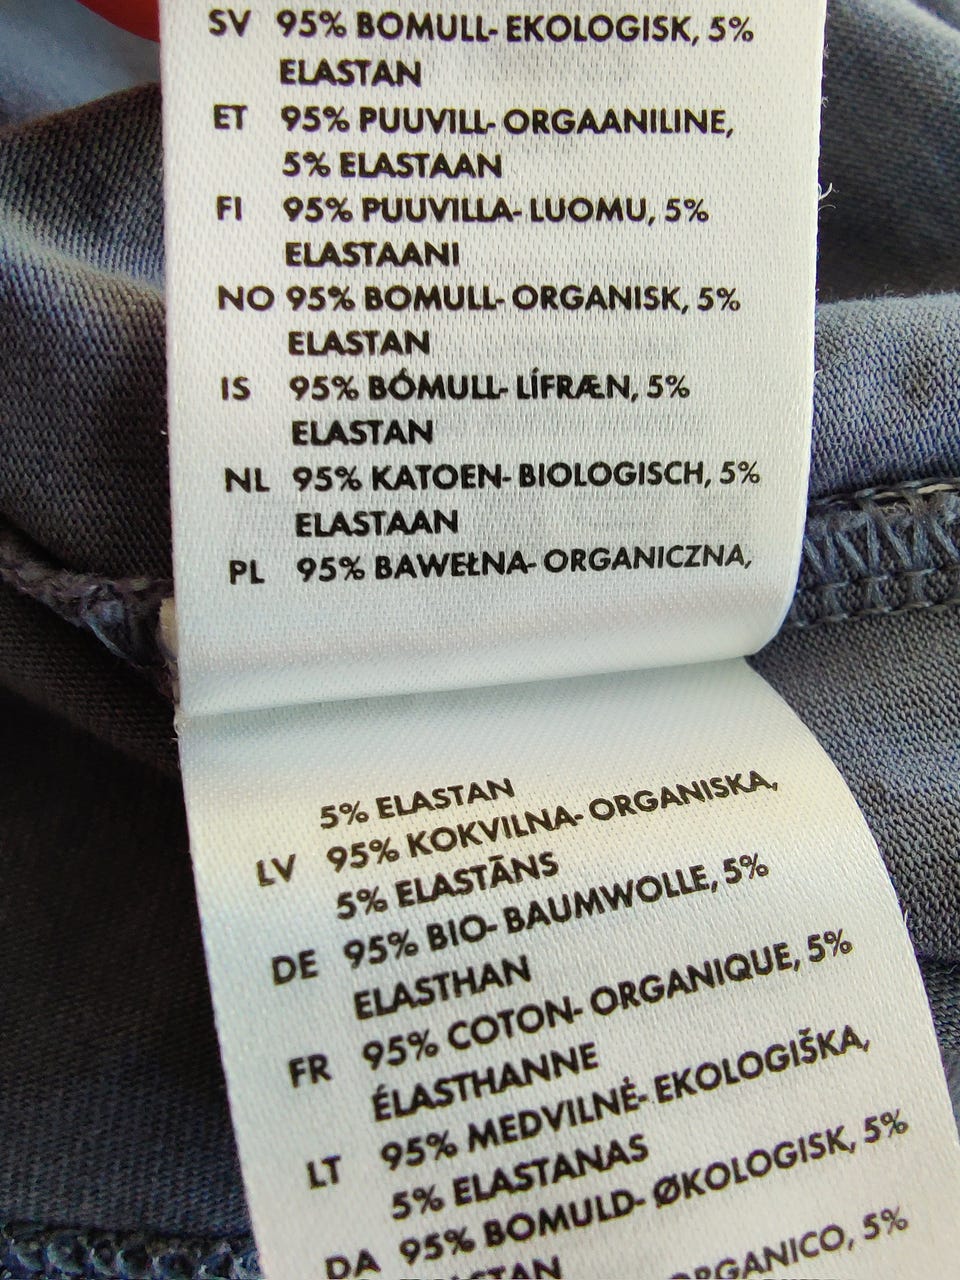 SV 95% BOMULL- EKOLOGISK, 5%
ELASTAN
ET 95% PUUVILL- ORGAANILINE,
5% ELASTAAN
FI 95% PUUVILLA- LUOMU, 5%
ELASTAANI
NO 95% BOMULL- ORGANISK, 5%
ELASTAN
IS 95% BÓMULL- LÍFRÆN, 5%
ELASTAN
NL 95% KATOEN- BIOLOGISCH, 5%
ELASTAAN
PL 95% BAWEŁNA- ORGANICZNA,
5% ELASTAN
LV 95% KOKVILNA- ORGANISKA,
5% ELASTĀNS
DE 95% BIO- BAUMWOLLE, 5%
ELASTHAN
FR 95% COTON- ORGANIQUE, 5%
ÉLASTHANNE
LT 95% MEDVILNĖ- EKOLOGIŠKA,
5% ELASTANAS
DA 95% BOMULD- ØKOLOGISK, 5%
ELASTAN
ORGANICO, 5%